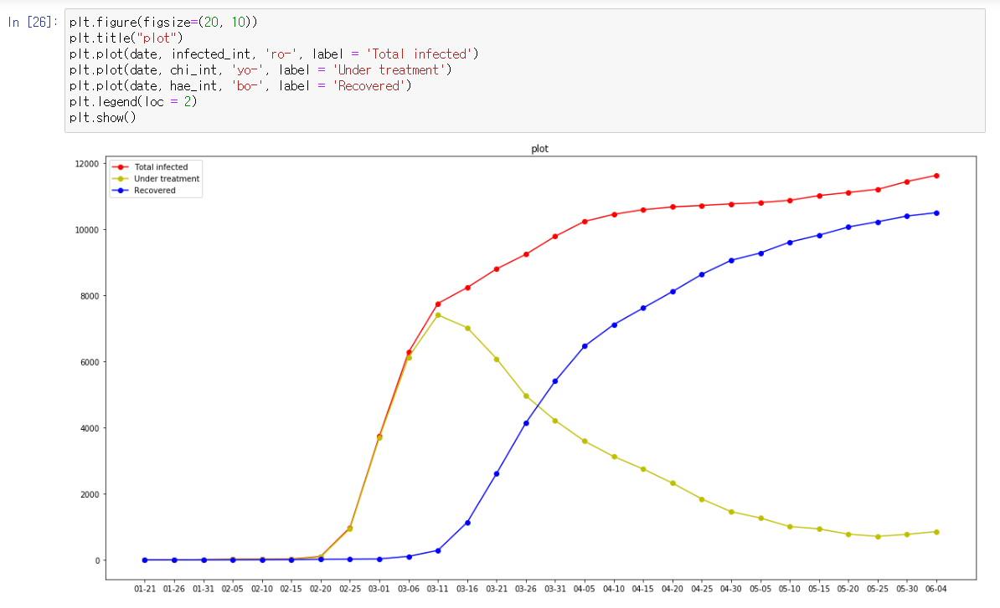 In [26]:
plt.figure(figsize=(20, 10))
plt.title("plot")
plt.plot(date, infected_int, 'ro-', label = 'Total infected')
plt.plot(date, chi_int, 'yo-', label = 'Under treatment')
plt.plot(date, hae_int, 'bo-', label = 'Recovered')
plt.legend(loc = 2)
plt.show()
plot
Total infected
Under treatment
Recovered
12000
10000
8000
6000
4000
2000
0
01-21 01-26 01-31 02-05 02-10 02-15 02-20 02-25 03-01 03-06 03-11 03-16 03-21 03-26 03-31 04-05 04-10 04-15 04-20 04-25 04-30 05-05 05-10 05-15 05-20 05-25 05-30 06-04